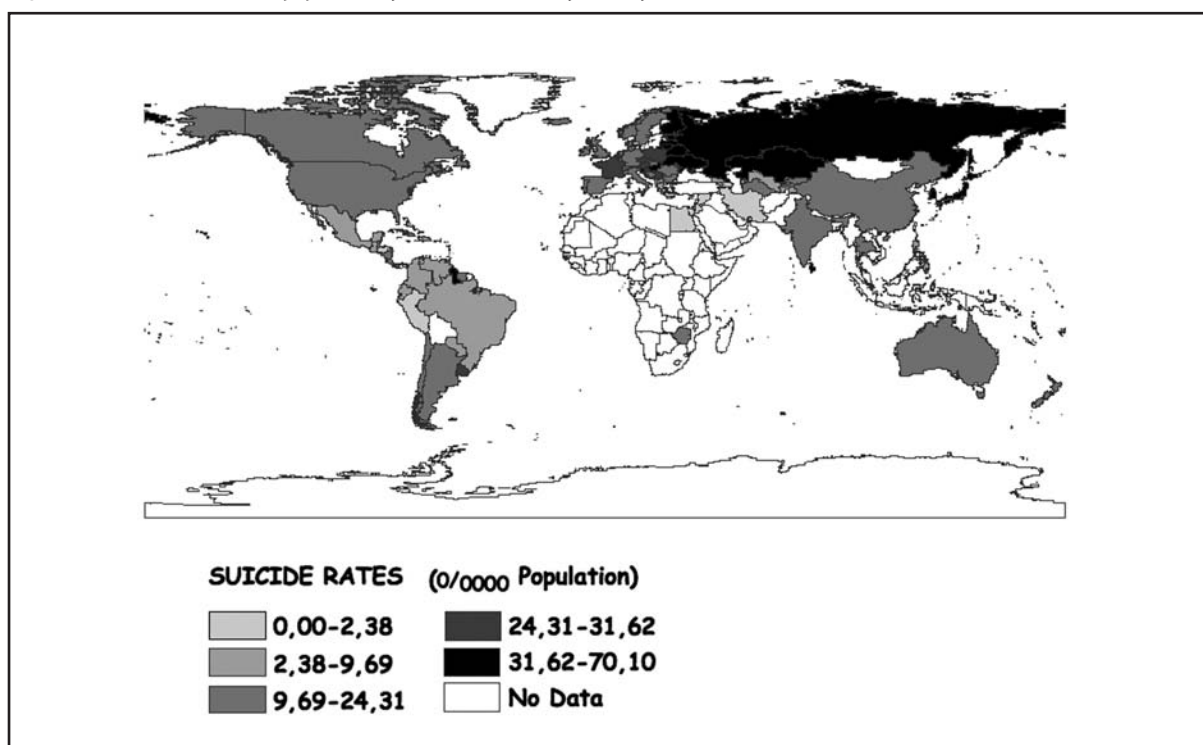 SUICIDE RATES (0/0000 Population)
0,00-2,38
2,38-9,69
9,69-24,31
24,31-31,62
31,62-70,10
No Data